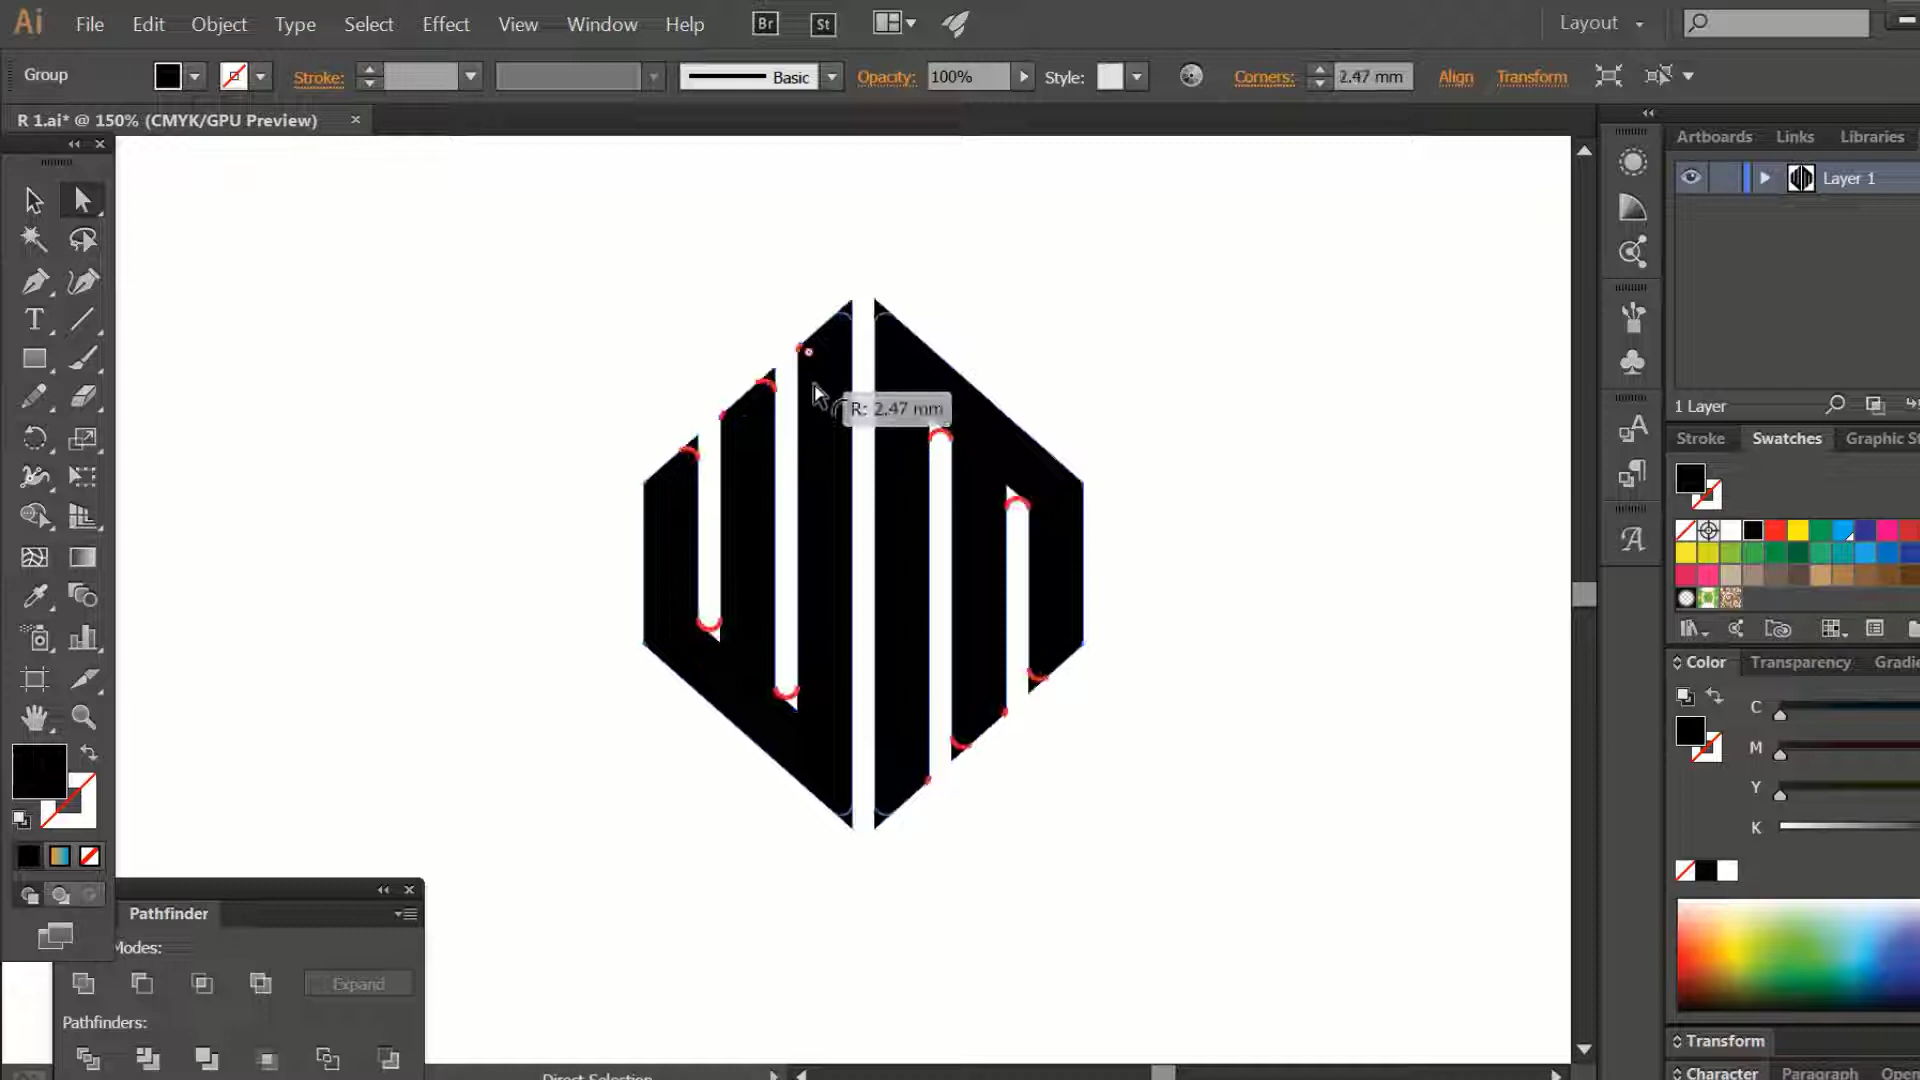 Ai File Edit Object Type Select Effect View Window Help Br St Layout
Group Stroke: Basic Opacity: 100% Style: Corners: 2.47 mm Align Transform
R 1.ai* @ 150% (CMYK/GPU Preview)
Artboards Links Libraries
Layer 1
R: 2.47 mm
1 Layer
Stroke Swatches Graphic St
Color Transparency Gradie
C
M
Y
K
Pathfinder
Modes:
Expand
Pathfinders:
Transform
Character Paragraph Open
Direct Selection